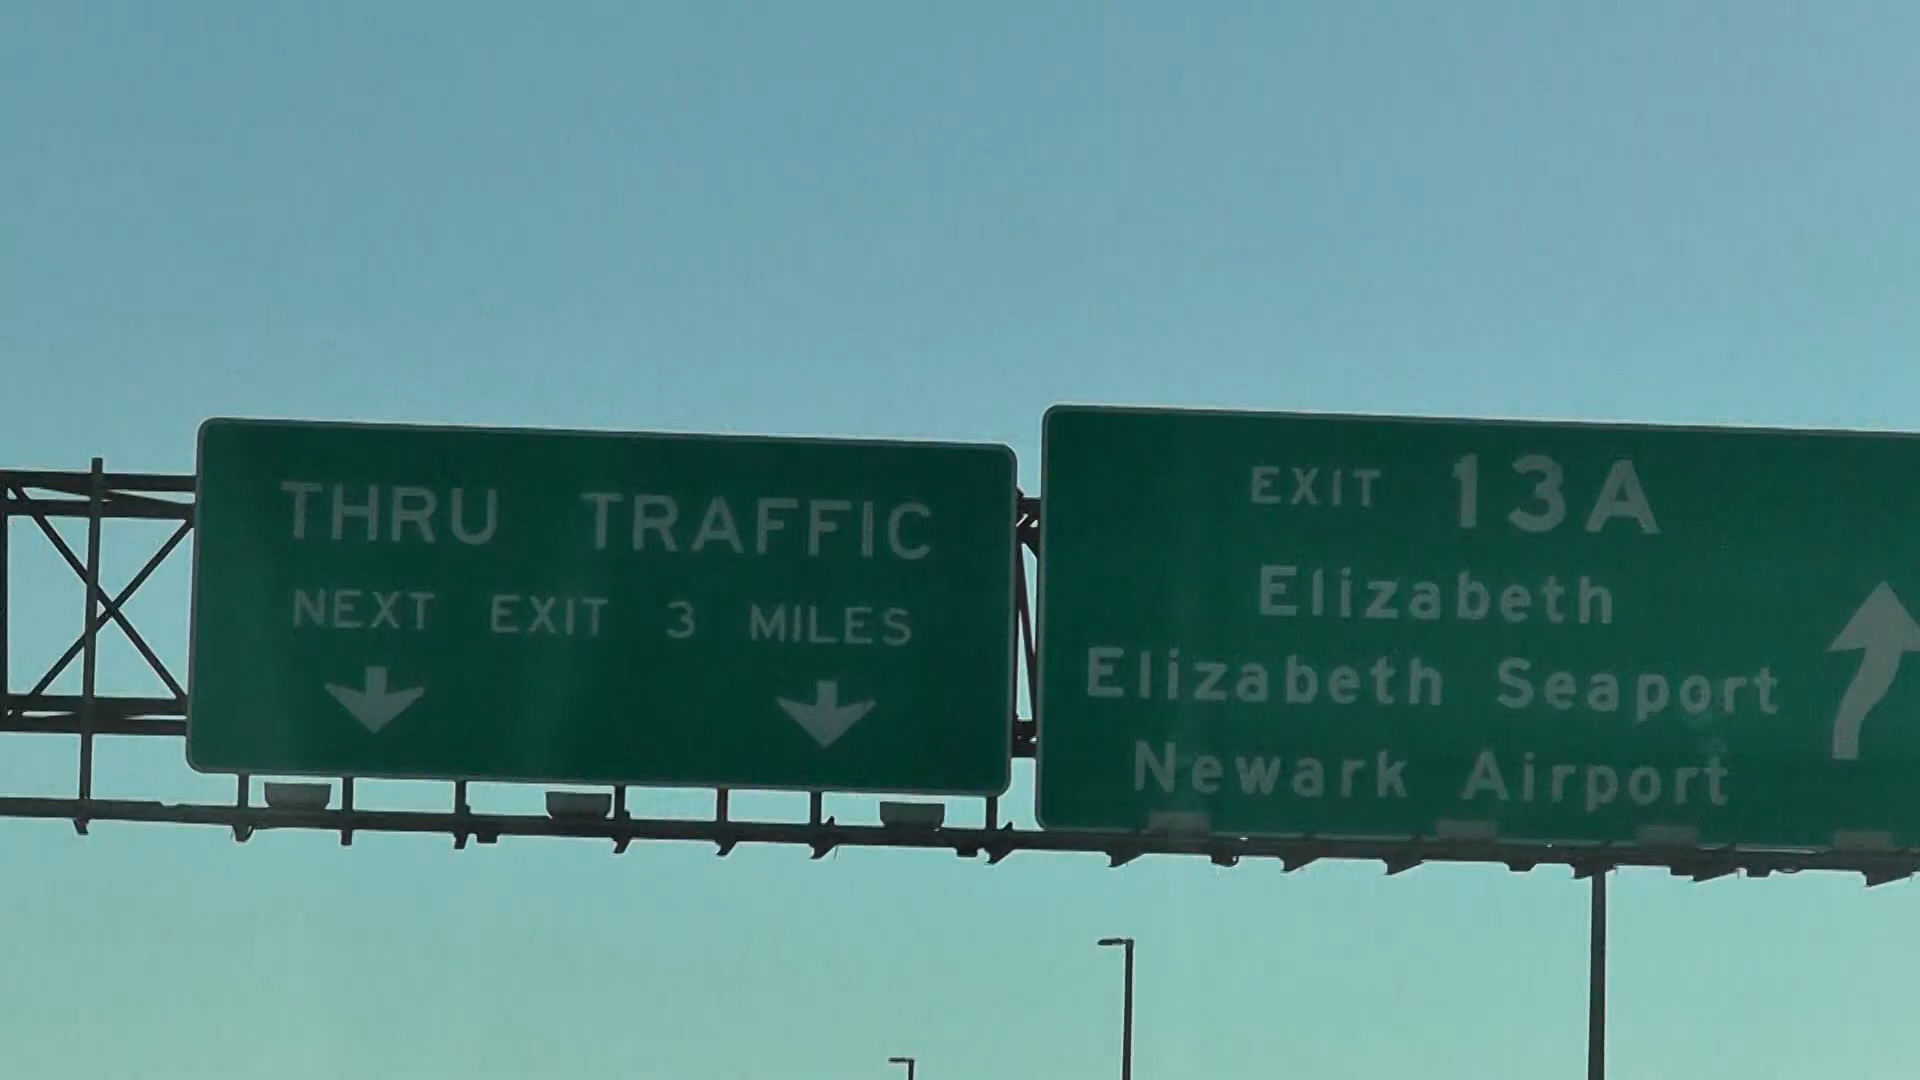 THRU TRAFFIC
NEXT EXIT 3 MILES
EXIT 13A
Elizabeth
Elizabeth Seaport
Newark Airport